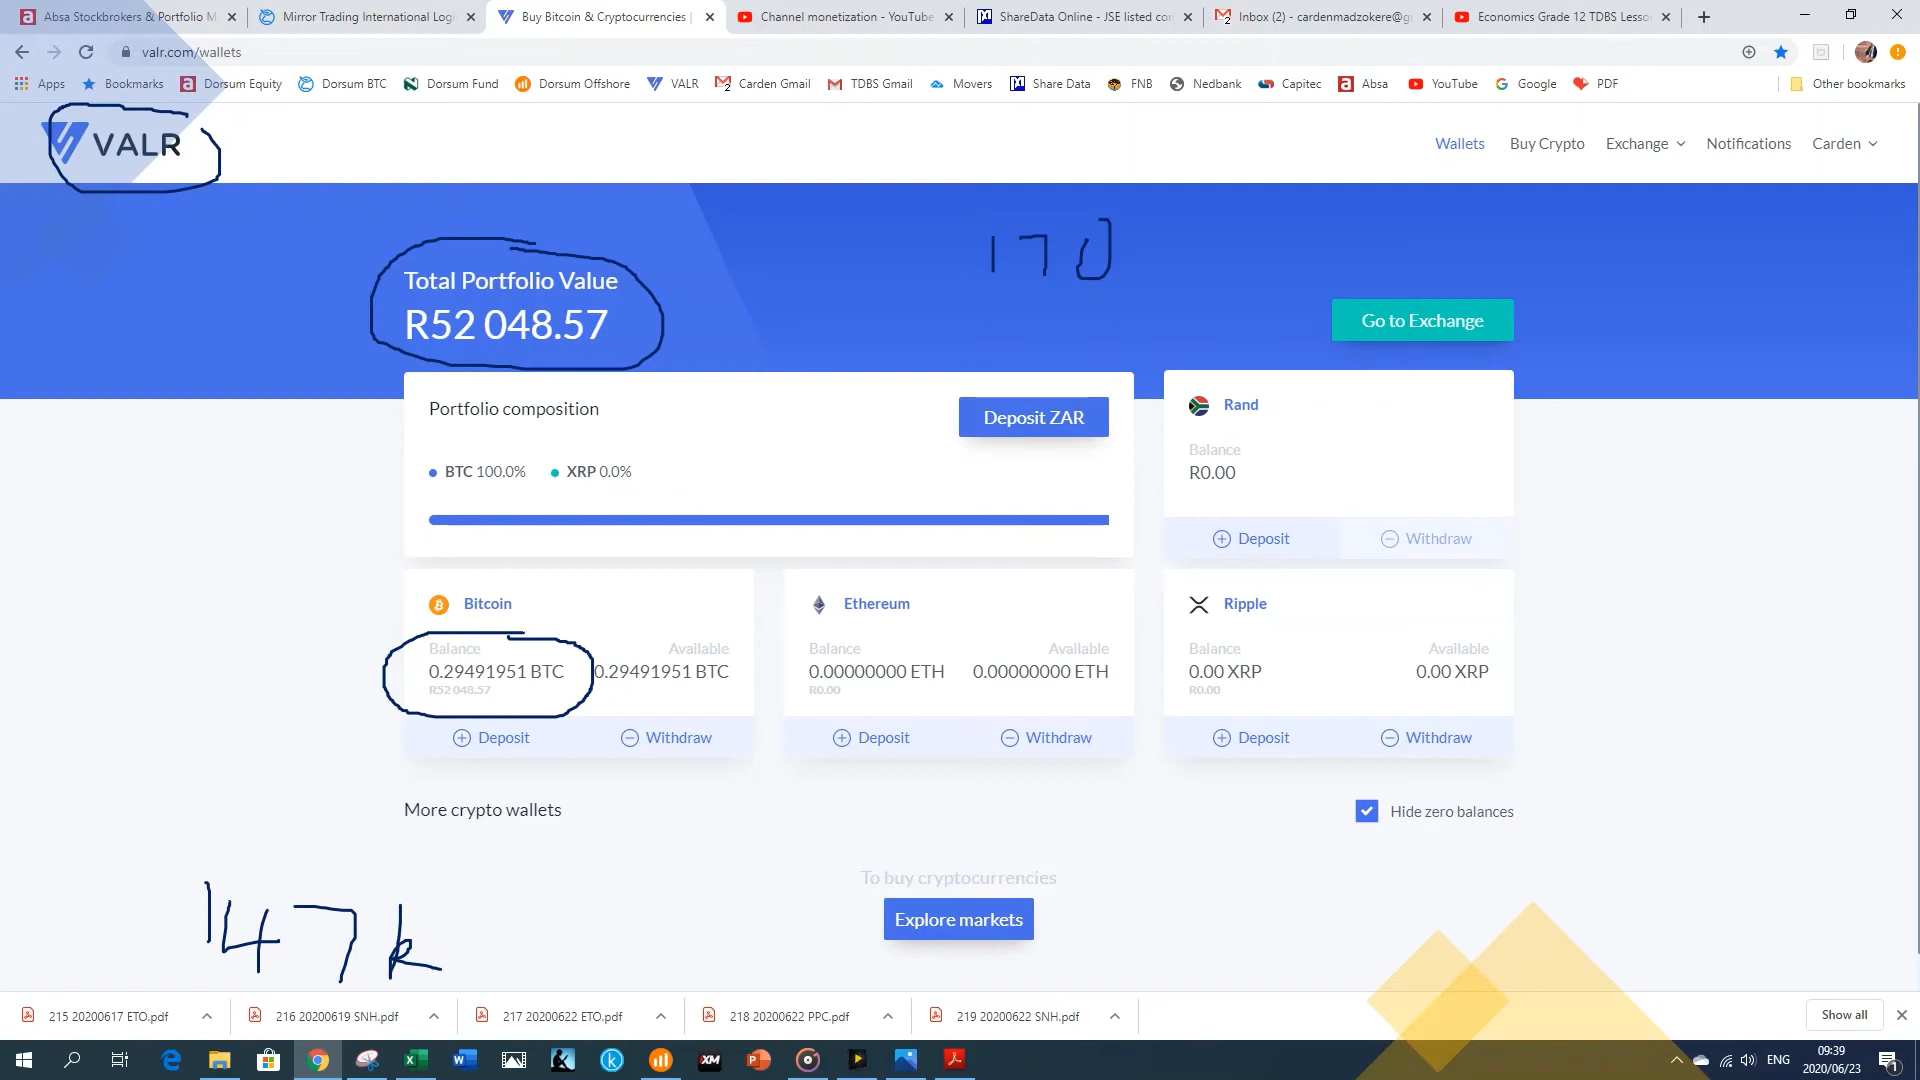 Absa Stockbrokers & Portfolio M
Mirror Trading International Logi
Buy Bitcoin & Cryptocurrencies |
Channel monetization - YouTube
ShareData Online - JSE listed con
Inbox (2) - cardenmadzokere@g
Economics Grade 12 TDBS Lesso
valr.com/wallets
Apps Bookmarks Dorsum Equity Dorsum BTC Dorsum Fund Dorsum Offshore VALR Carden Gmail TDBS Gmail Movers Share Data FNB Nedbank Capitec Absa YouTube Google PDF Other bookmarks
VALR
Wallets Buy Crypto Exchange Notifications Carden
170
Total Portfolio Value
R52 048.57
Go to Exchange
Portfolio composition
Deposit ZAR
BTC 100.0% XRP 0.0%
Rand
Balance
R0.00
Deposit Withdraw
Bitcoin
Balance Available
0.29491951 BTC 0.29491951 BTC
R52 048.57
Deposit Withdraw
Ethereum
Balance Available
0.00000000 ETH 0.00000000 ETH
R0.00
Deposit Withdraw
Ripple
Balance Available
0.00 XRP 0.00 XRP
R0.00
Deposit Withdraw
More crypto wallets
Hide zero balances
To buy cryptocurrencies
Explore markets
147k
215 20200617 ETO.pdf
216 20200619 SNH.pdf
217 20200622 ETO.pdf
218 20200622 PPC.pdf
219 20200622 SNH.pdf
Show all
ENG
09:39
2020/06/23